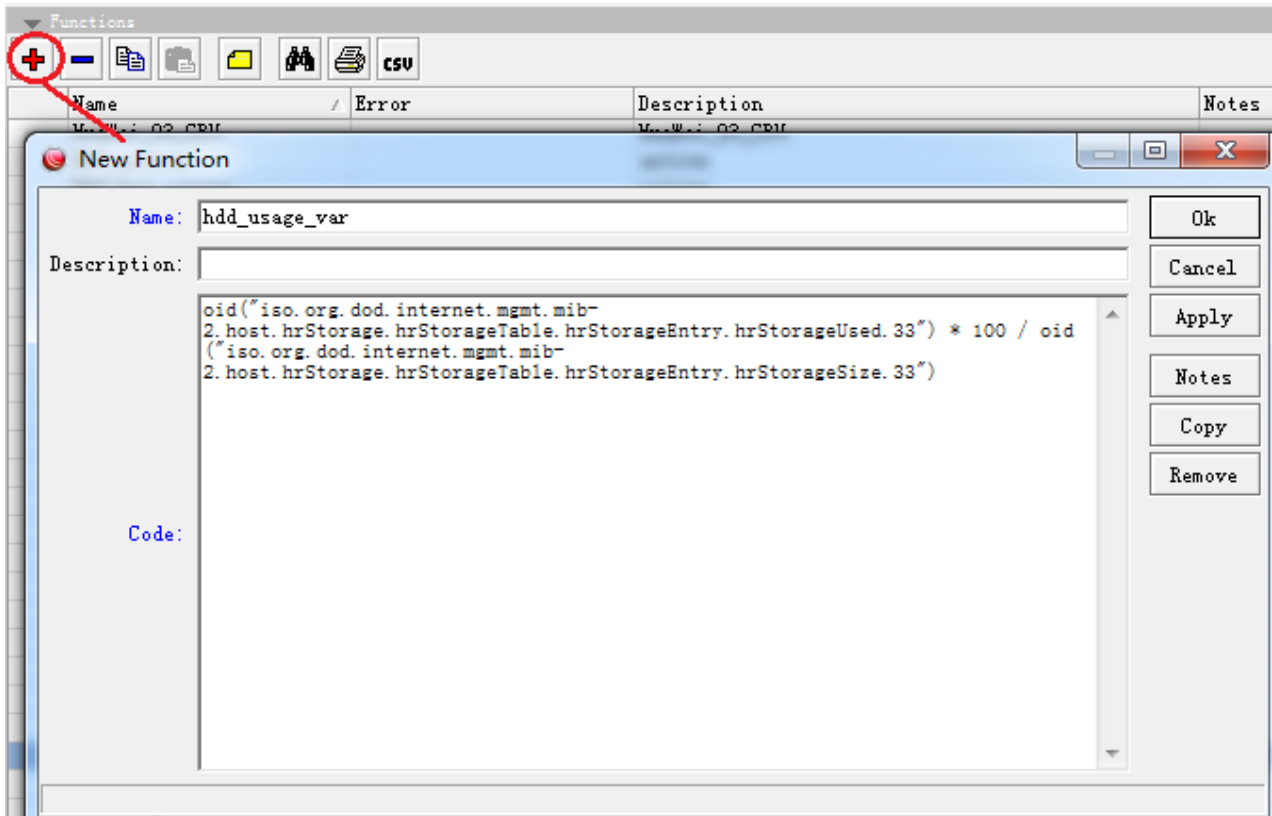 Functions
csv
Name Error Description Notes
New Function
Name: hdd_usage_var
Ok
Description:
Cancel
oid("iso.org.dod.internet.mgmt.mib-
2.host.hrStorage.hrStorageTable.hrStorageEntry.hrStorageUsed.33") * 100 / oid
("iso.org.dod.internet.mgmt.mib-
2.host.hrStorage.hrStorageTable.hrStorageEntry.hrStorageSize.33")
Apply
Notes
Copy
Remove
Code: